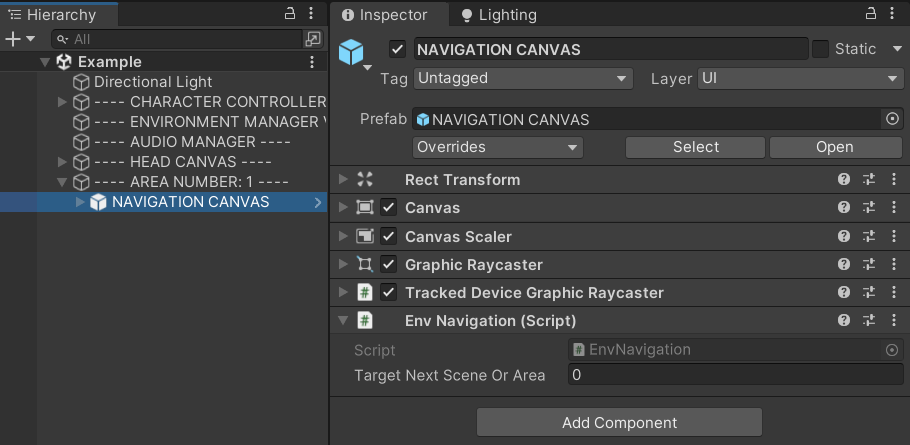 Hierarchy
All
Example
Directional Light
---- CHARACTER CONTROLLER
---- ENVIRONMENT MANAGER
---- AUDIO MANAGER ----
---- HEAD CANVAS ----
---- AREA NUMBER: 1 ----
NAVIGATION CANVAS
Inspector
Lighting
NAVIGATION CANVAS
Static
Tag Untagged
Layer UI
Prefab NAVIGATION CANVAS
Overrides
Select
Open
Rect Transform
Canvas
Canvas Scaler
Graphic Raycaster
Tracked Device Graphic Raycaster
Env Navigation (Script)
Script EnvNavigation
Target Next Scene Or Area 0
Add Component